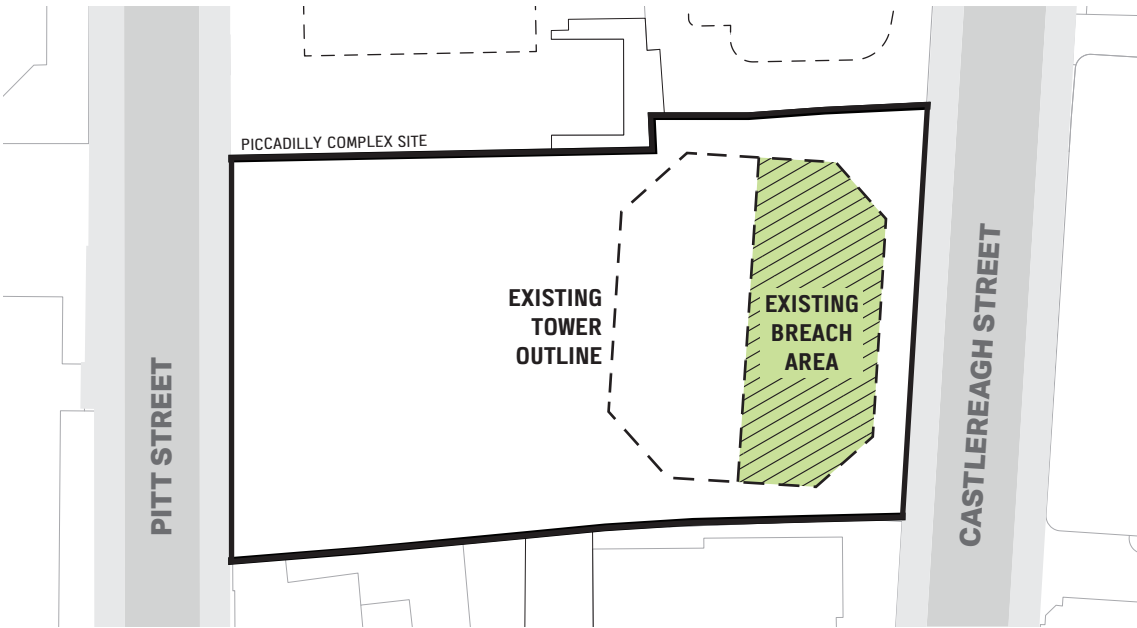 PICCADILLY COMPLEX SITE
EXISTING
TOWER
OUTLINE
EXISTING
BREACH
AREA
PITT STREET
CASTLEREAGH STREET